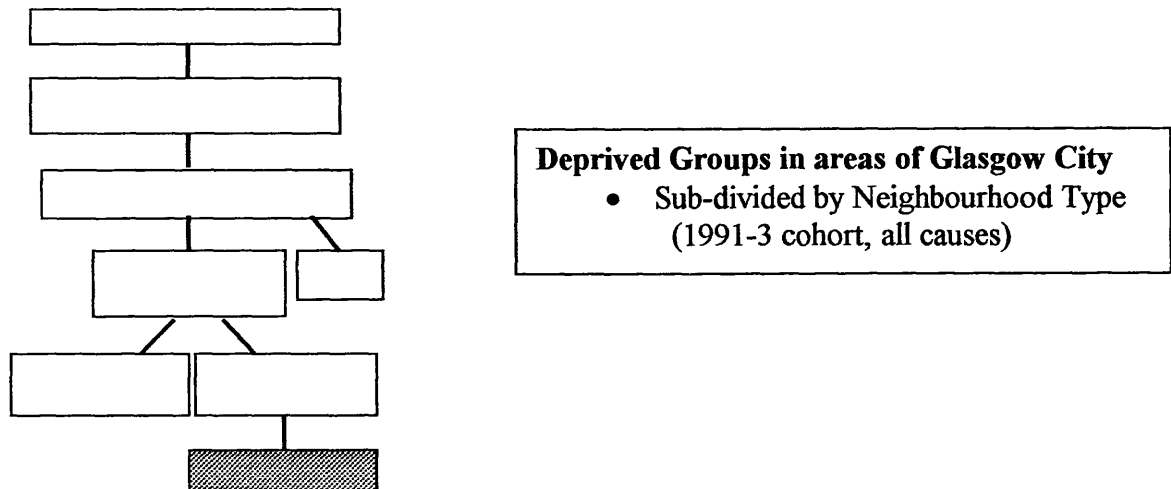 Deprived Groups in areas of Glasgow City
• Sub-divided by Neighbourhood Type
(1991-3 cohort, all causes)